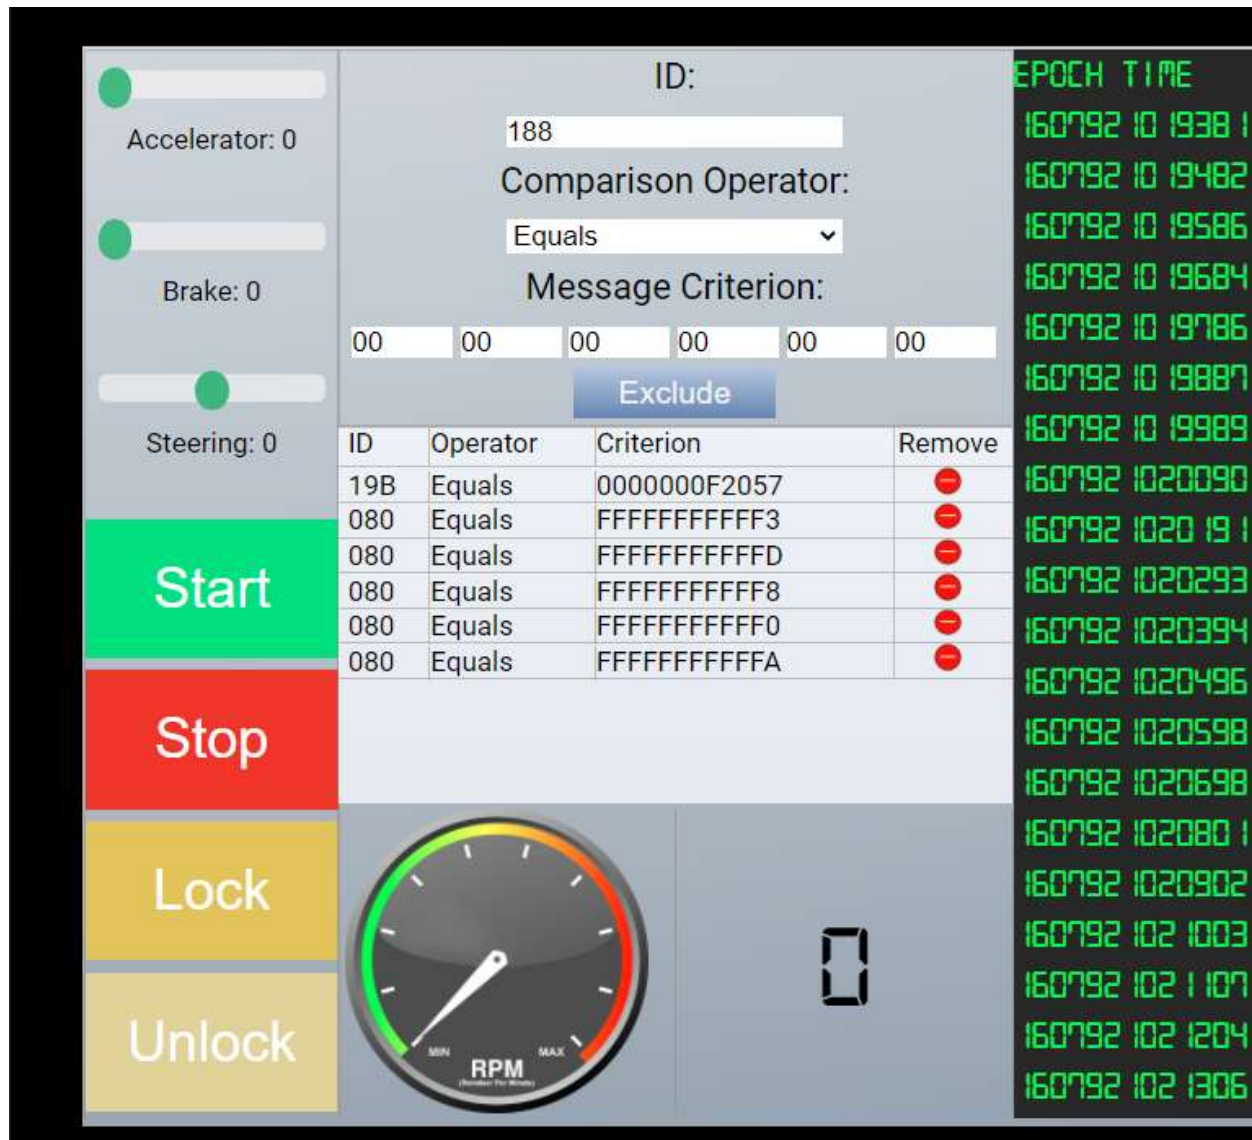 Accelerator: 0
Brake: 0
Steering: 0
Start
Stop
Lock
Unlock
ID:
188
Comparison Operator:
Equals
Message Criterion:
00 00 00 00 00 00
Exclude
ID Operator Criterion Remove
19B Equals 0000000F2057
080 Equals FFFFFFFFFFF3
080 Equals FFFFFFFFFFFD
080 Equals FFFFFFFFFFF8
080 Equals FFFFFFFFFFF0
080 Equals FFFFFFFFFFFA
MIN MAX
RPM
0
EPOCH TIME
1607921019381
1607921019482
1607921019586
1607921019684
1607921019786
1607921019887
1607921019989
1607921020090
1607921020191
1607921020293
1607921020394
1607921020496
1607921020598
1607921020698
1607921020801
1607921020902
1607921021003
1607921021107
1607921021204
1607921021306